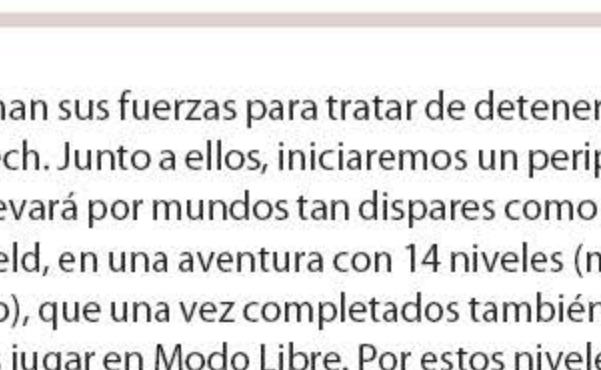 nan sus fuerzas para tratar de detener
ech. Junto a ellos, iniciaremos un perip
evará por mundos tan dispares como
eld, en una aventura con 14 niveles (n
o), que una vez completados también
s jugar en Modo Libre. Por estos nivele